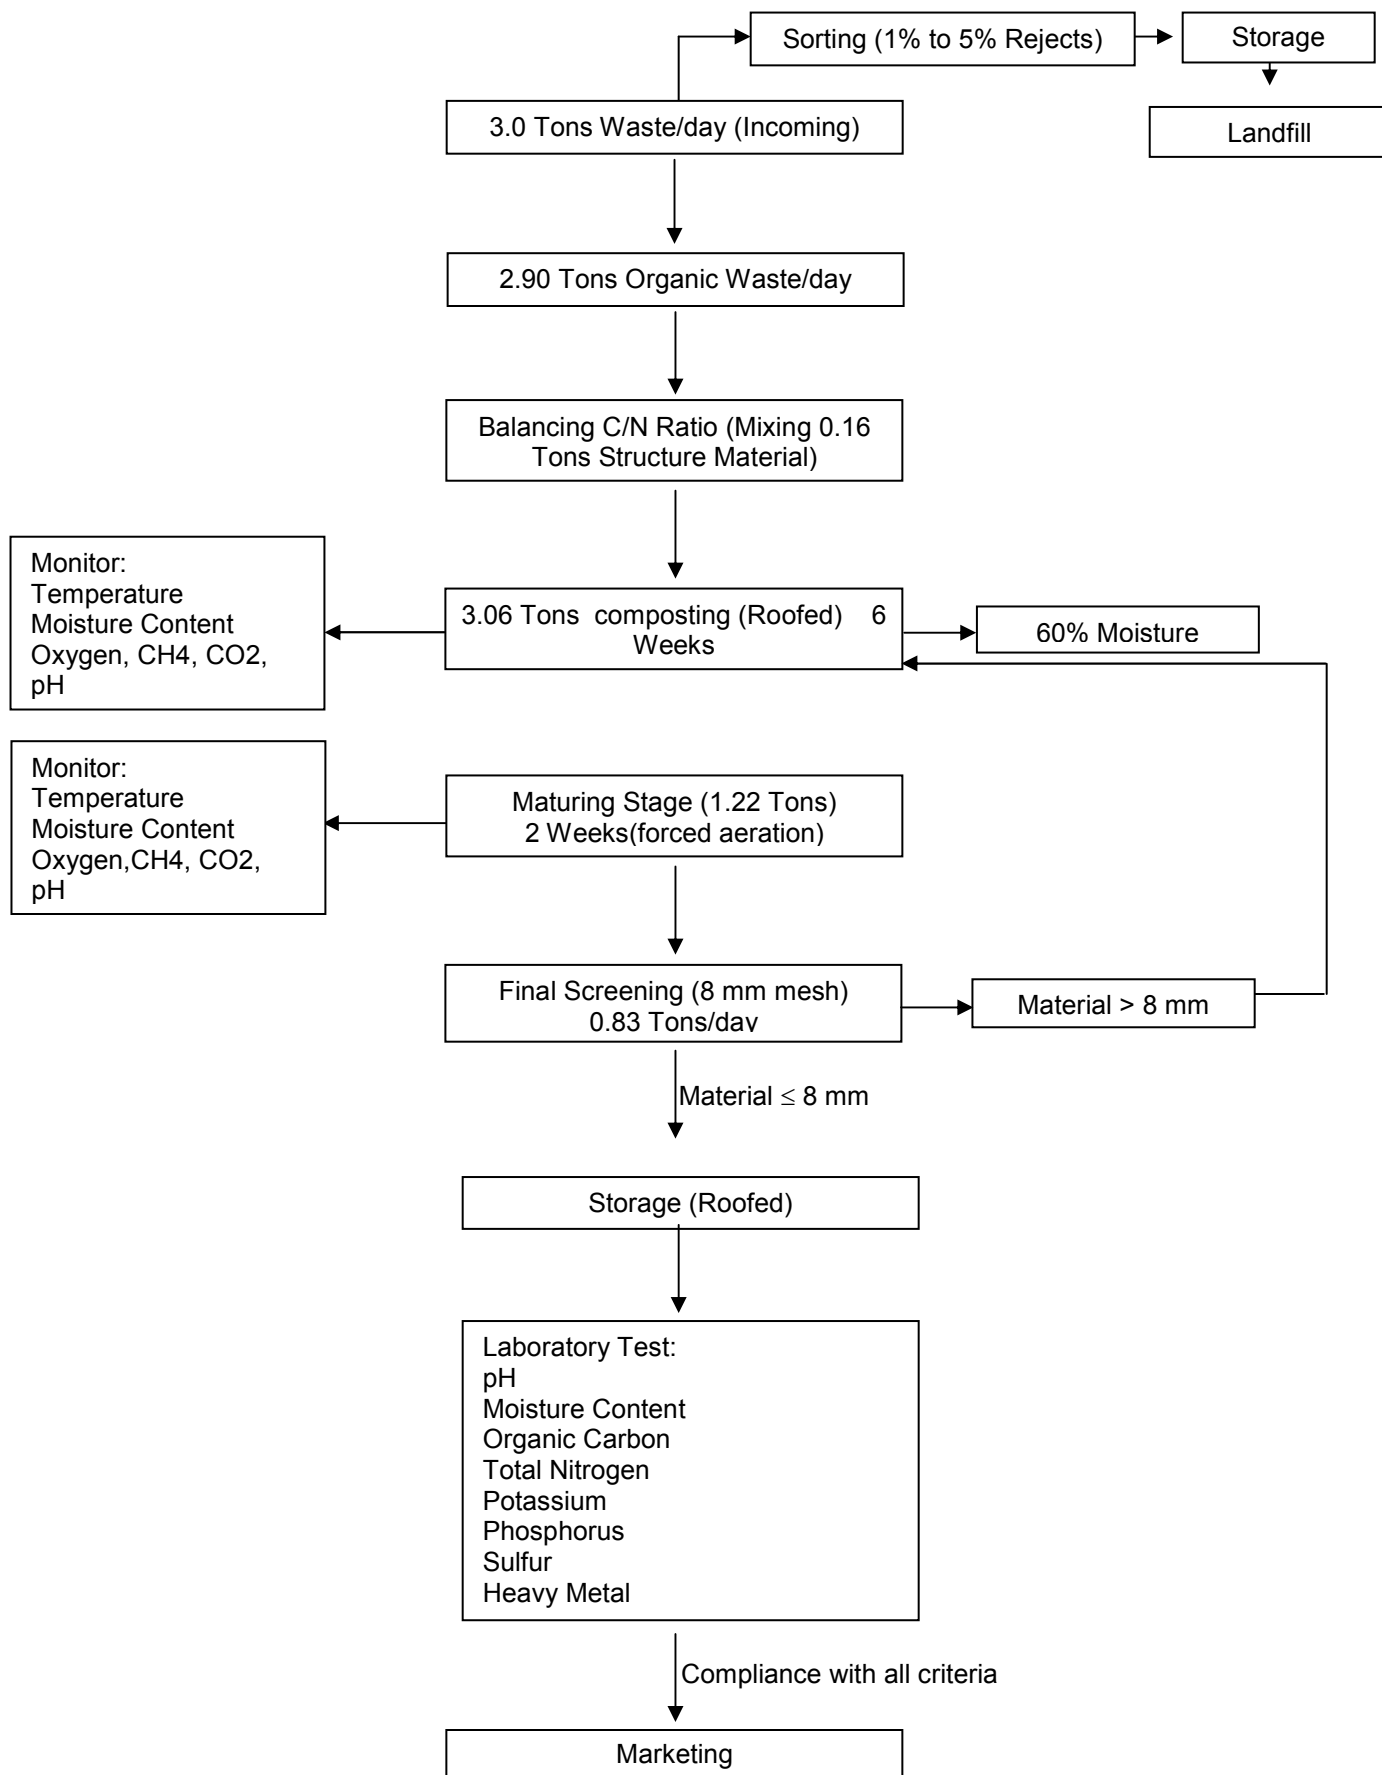 Sorting (1% to 5% Rejects)
Storage
3.0 Tons Waste/day (Incoming)
Landfill
2.90 Tons Organic Waste/day
Balancing C/N Ratio (Mixing 0.16
Tons Structure Material)
Monitor:
Temperature
Moisture Content
Oxygen, CH4, CO2,
pH
3.06 Tons composting (Roofed) 6
Weeks
60% Moisture
Monitor:
Temperature
Moisture Content
Oxygen,CH4, CO2,
pH
Maturing Stage (1.22 Tons)
2 Weeks(forced aeration)
Final Screening (8 mm mesh)
0.83 Tons/day
Material > 8 mm
Material ≤ 8 mm
Storage (Roofed)
Laboratory Test:
pH
Moisture Content
Organic Carbon
Total Nitrogen
Potassium
Phosphorus
Sulfur
Heavy Metal
Compliance with all criteria
Marketing